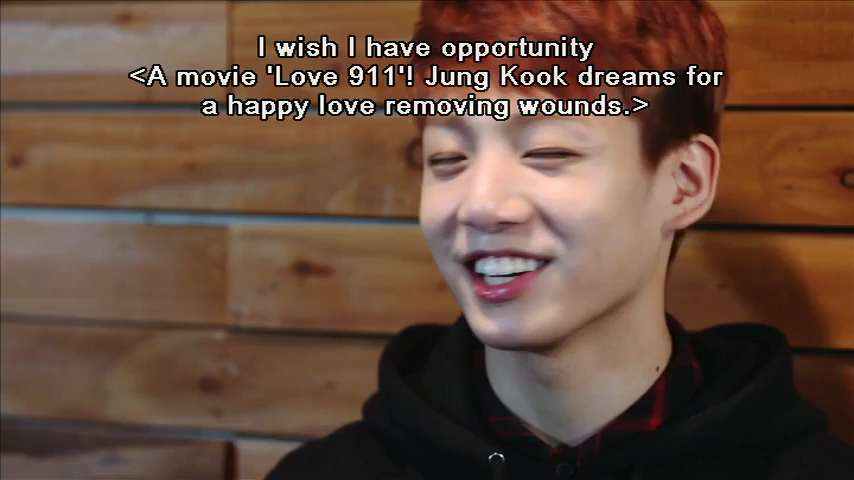 I wish I have opportunity
<A movie 'Love 911'! Jung Kook dreams for
a happy love removing wounds.>